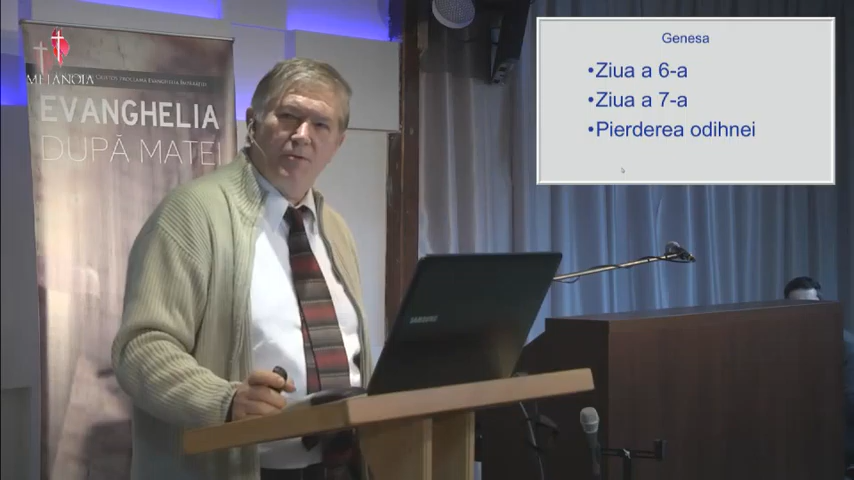 METANOIA
EVANGHELIA
DUPĂ MATEI
Genesa
•Ziua a 6-a
•Ziua a 7-a
•Pierderea odihnei
SAMSUNG